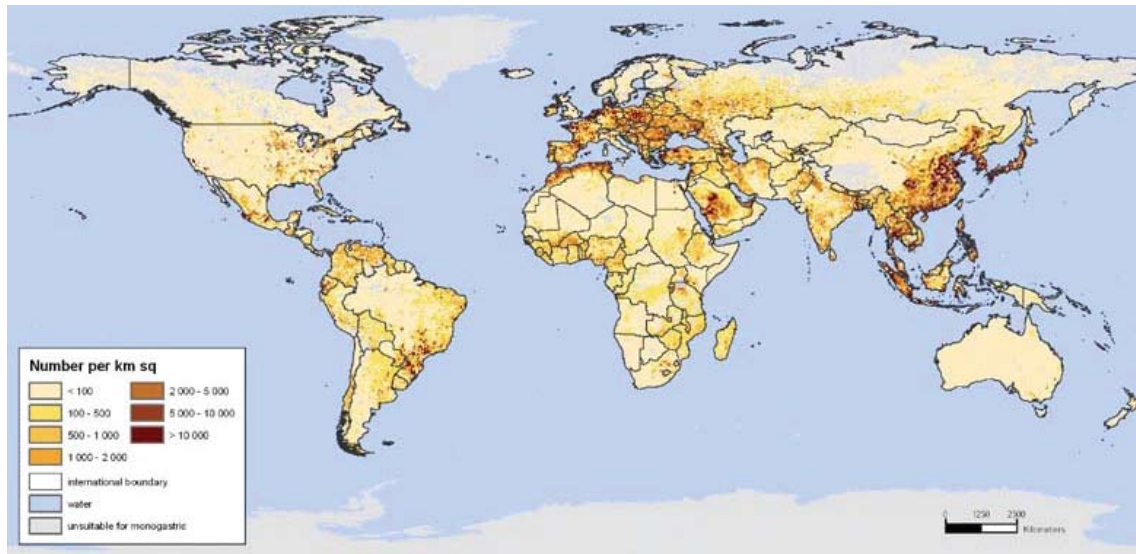 Number per km sq
< 100
2 000 - 5 000
100 - 500
5 000 - 10 000
500 - 1 000
> 10 000
1 000 - 2 000
international boundary
water
unsuitable for monogastric
0 1250 2500
Kilometers